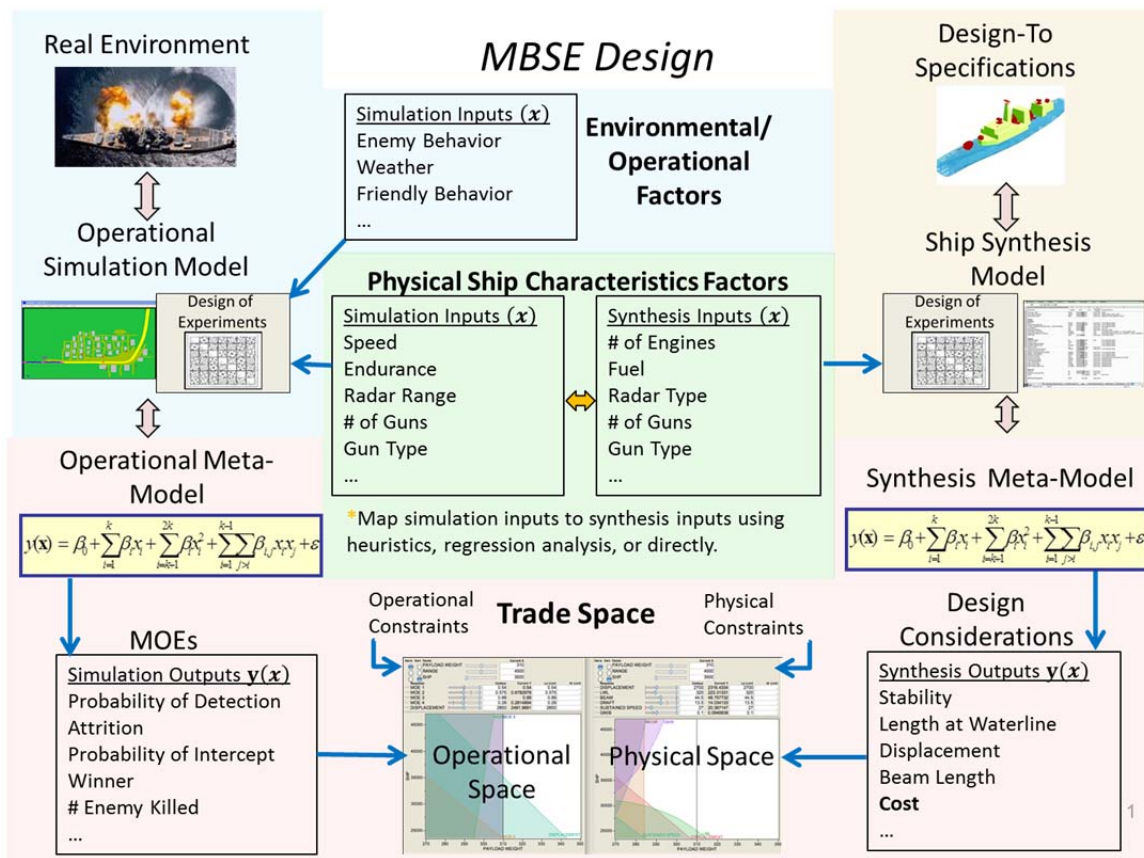 Real Environment
MBSE Design
Design-To
Specifications
Simulation Inputs (x)
Enemy Behavior
Weather
Friendly Behavior
...
Environmental/
Operational
Factors
Operational
Simulation Model
Ship Synthesis
Model
Design of
Experiments
Physical Ship Characteristics Factors
Simulation Inputs (x)
Speed
Endurance
Radar Range
# of Guns
Gun Type
...
Synthesis Inputs (x)
# of Engines
Fuel
Radar Type
# of Guns
Gun Type
...
Design of
Experiments
*Map simulation inputs to synthesis inputs using
heuristics, regression analysis, or directly.
Operational Meta-
Model
Synthesis Meta-Model
Operational
Constraints
Trade Space
Physical
Constraints
MOEs
Simulation Outputs y(x)
Probability of Detection
Attrition
Probability of Intercept
Winner
# Enemy Killed
...
Operational
Space
PAYLOAD WEIGHT
Physical Space
PAYLOAD WEIGHT
Design
Considerations
Synthesis Outputs y(x)
Stability
Length at Waterline
Displacement
Beam Length
Cost
...
1